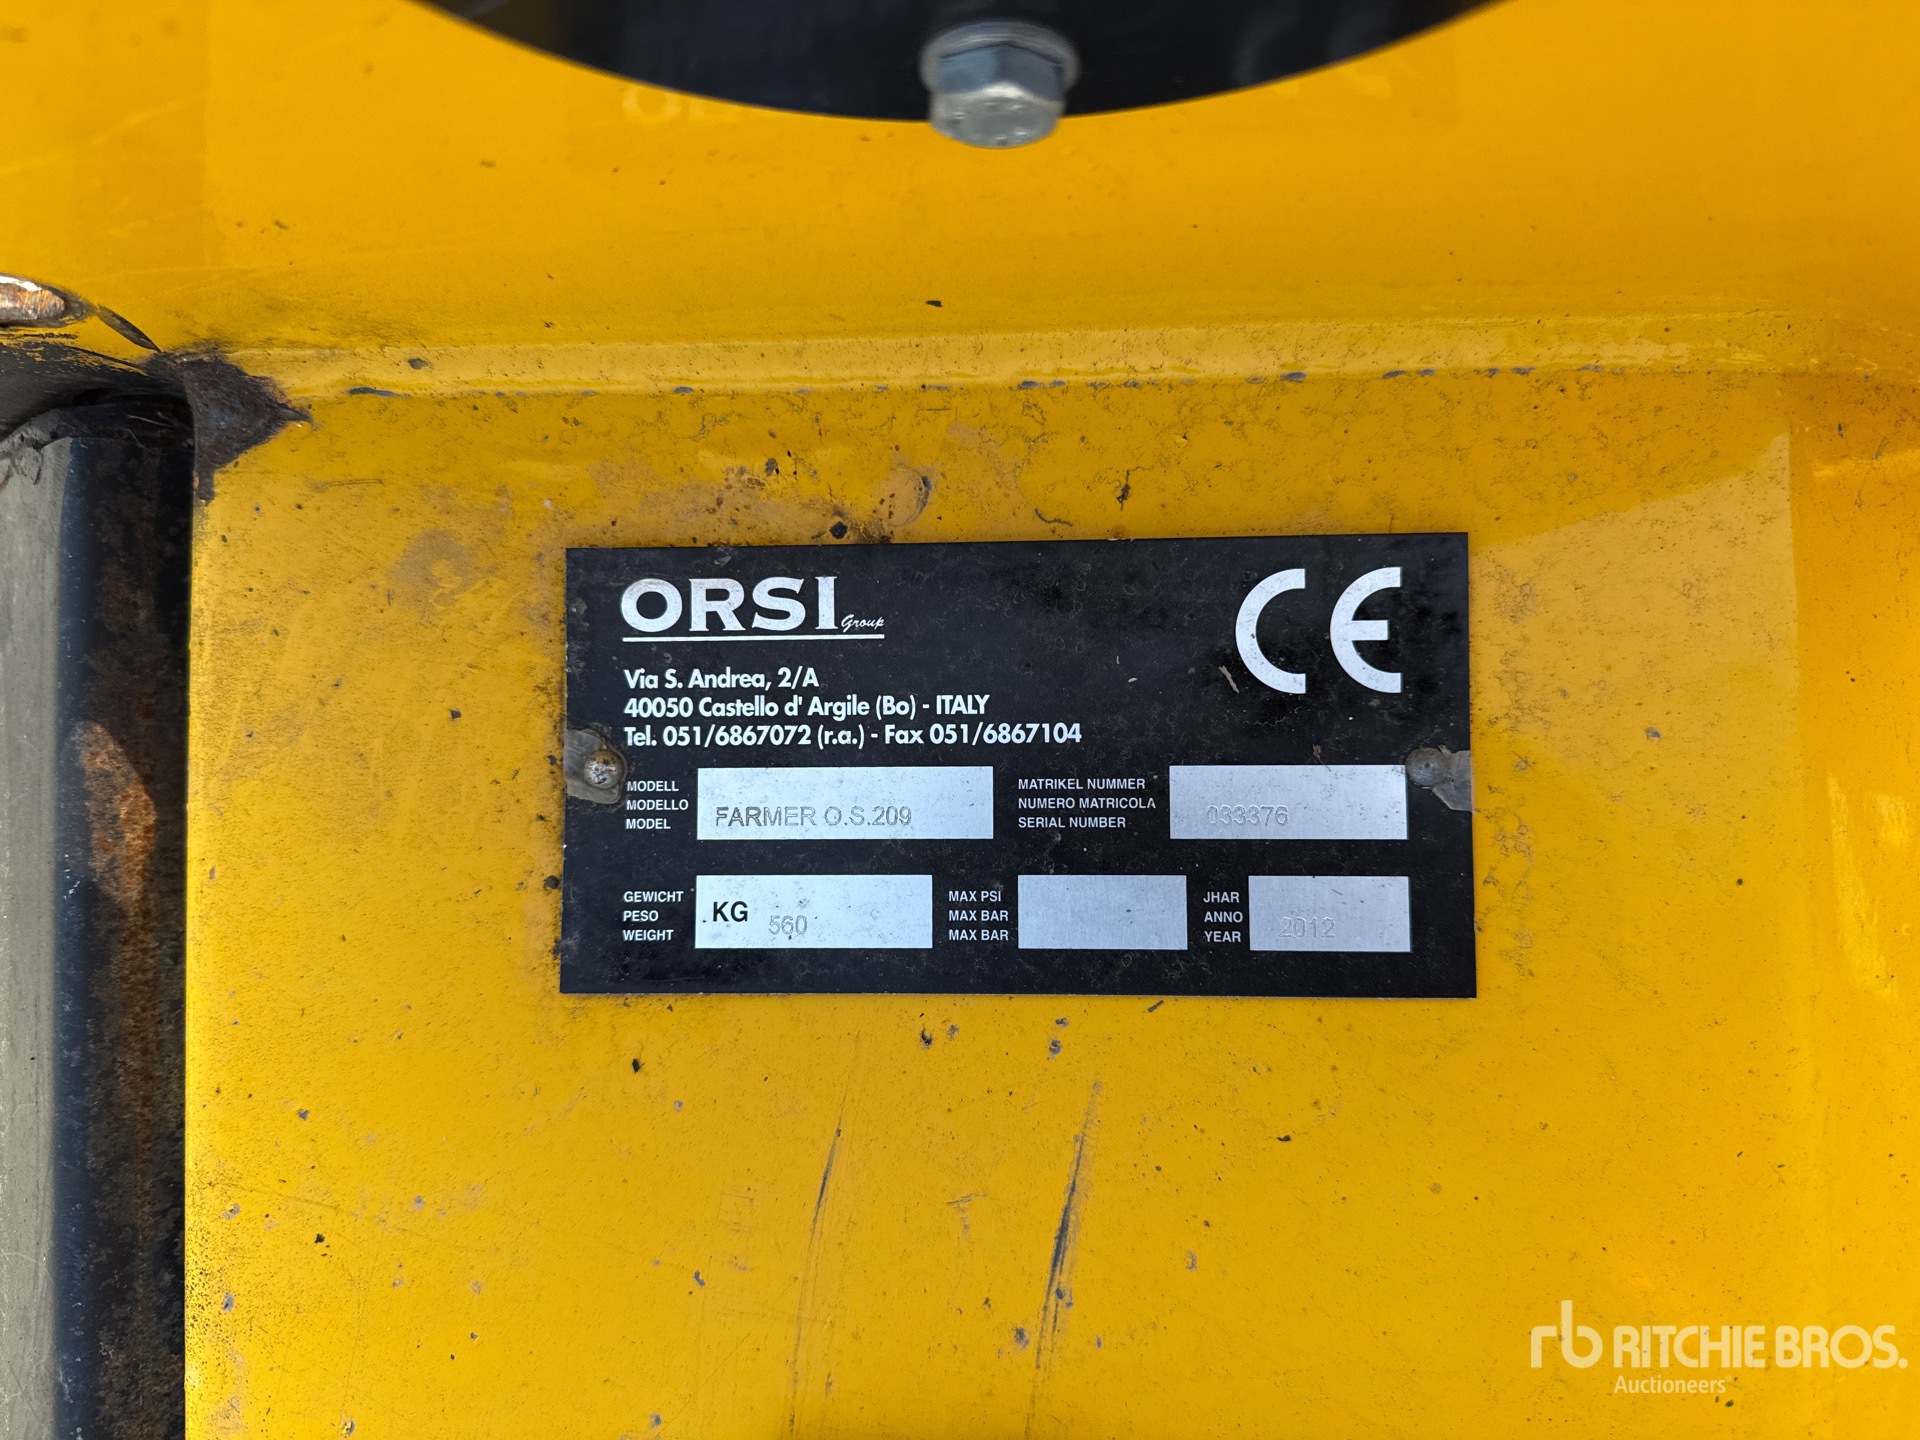 ORSI Group
CE
Via S. Andrea, 2/A
40050 Castello d' Argile (Bo) - ITALY
Tel. 051/6867072 (r.a.) - Fax 051/6867104
MODELL
MODELLO
MODEL
FARMER O.S.209
MATRIKEL NUMMER
NUMERO MATRICOLA
SERIAL NUMBER
033376
GEWICHT
PESO
WEIGHT
KG 560
MAX PSI
MAX BAR
MAX BAR
JHAR
ANNO
YEAR
2012
rb RITCHIE BROS.
Auctioneers